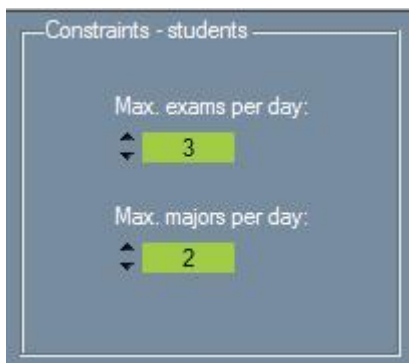 Constraints - students
Max. exams per day:
3
Max. majors per day:
2